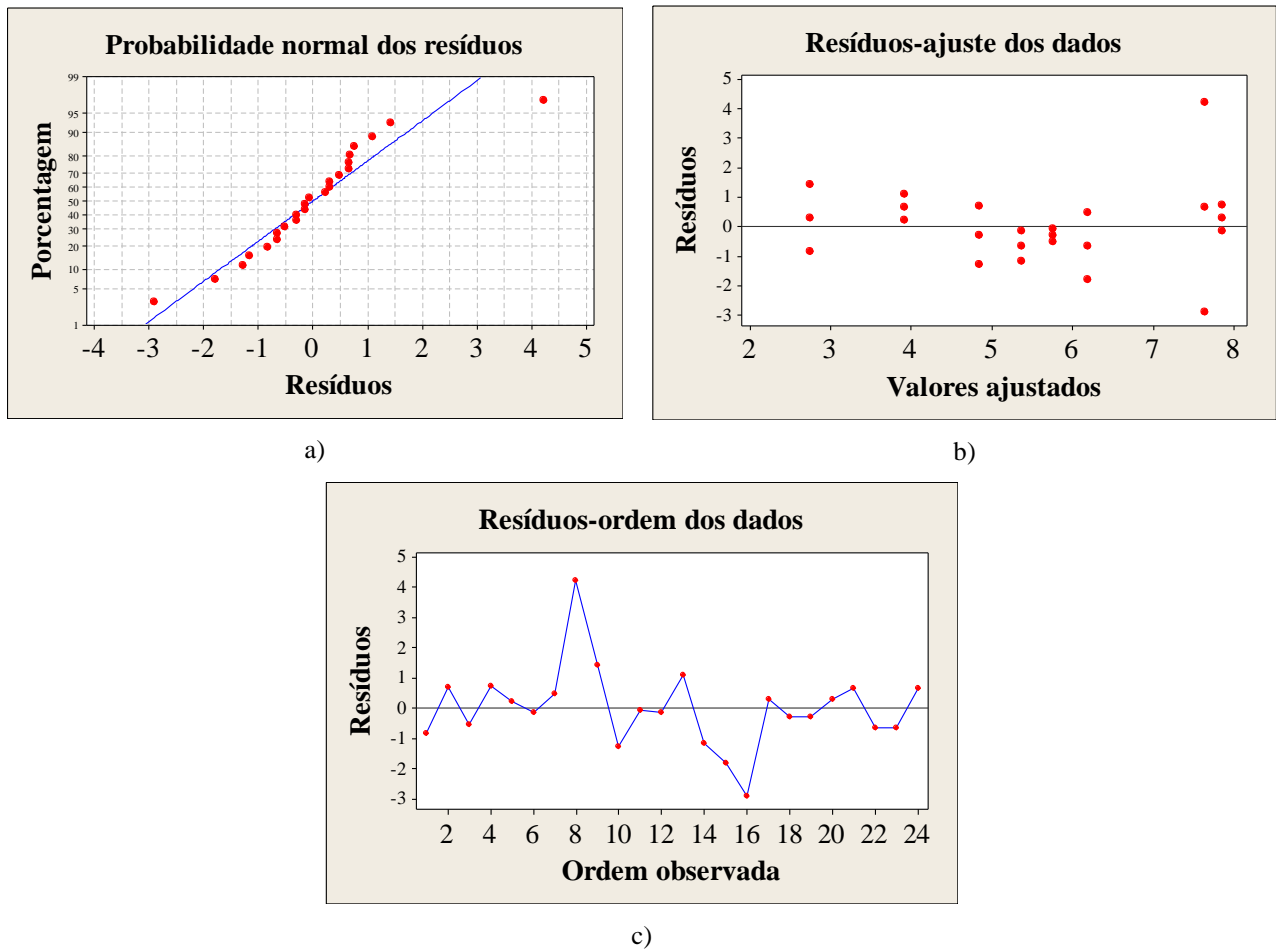 Probabilidade normal dos resíduos
99
95
90
80
70
60
50
40
30
20
10
5
1
Porcentagem
-4 -3 -2 -1 0 1 2 3 4 5
Resíduos
a)
Resíduos-ajuste dos dados
5
4
3
2
1
0
-1
-2
-3
Resíduos
2 3 4 5 6 7 8
Valores ajustados
b)
Resíduos-ordem dos dados
5
4
3
2
1
0
-1
-2
-3
Resíduos
2 4 6 8 10 12 14 16 18 20 22 24
Ordem observada
c)